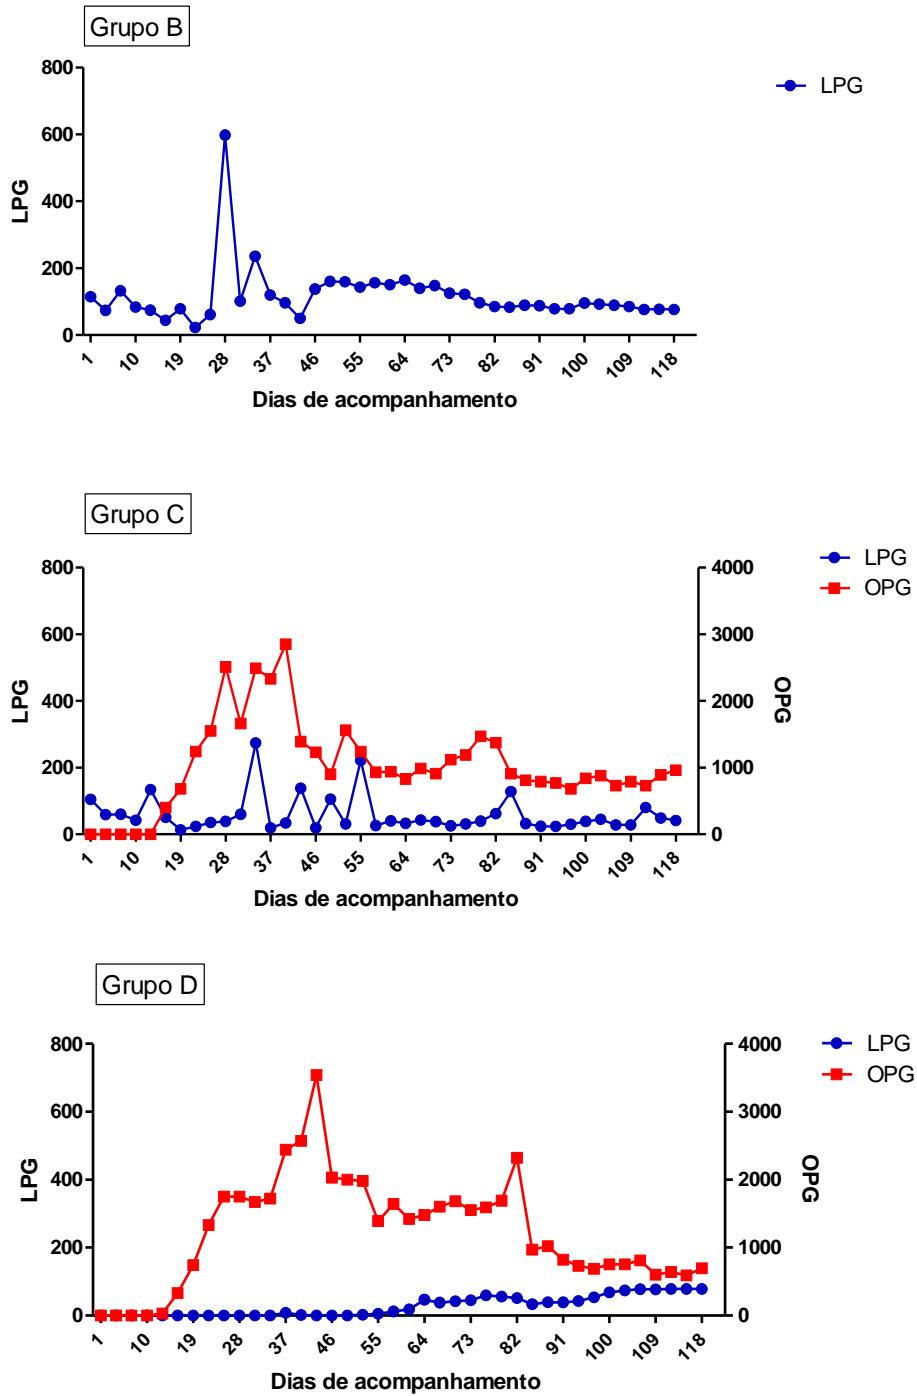 Grupo B
800
600
400
200
0
LPG
LPG
1 10 19 28 37 46 55 64 73 82 91 100 109 118
Dias de acompanhamento
Grupo C
800
600
400
200
0
LPG
4000
3000
2000
1000
0
OPG
LPG
OPG
1 10 19 28 37 46 55 64 73 82 91 100 109 118
Dias de acompanhamento
Grupo D
800
600
400
200
0
LPG
4000
3000
2000
1000
0
OPG
LPG
OPG
1 10 19 28 37 46 55 64 73 82 91 100 109 118
Dias de acompanhamento